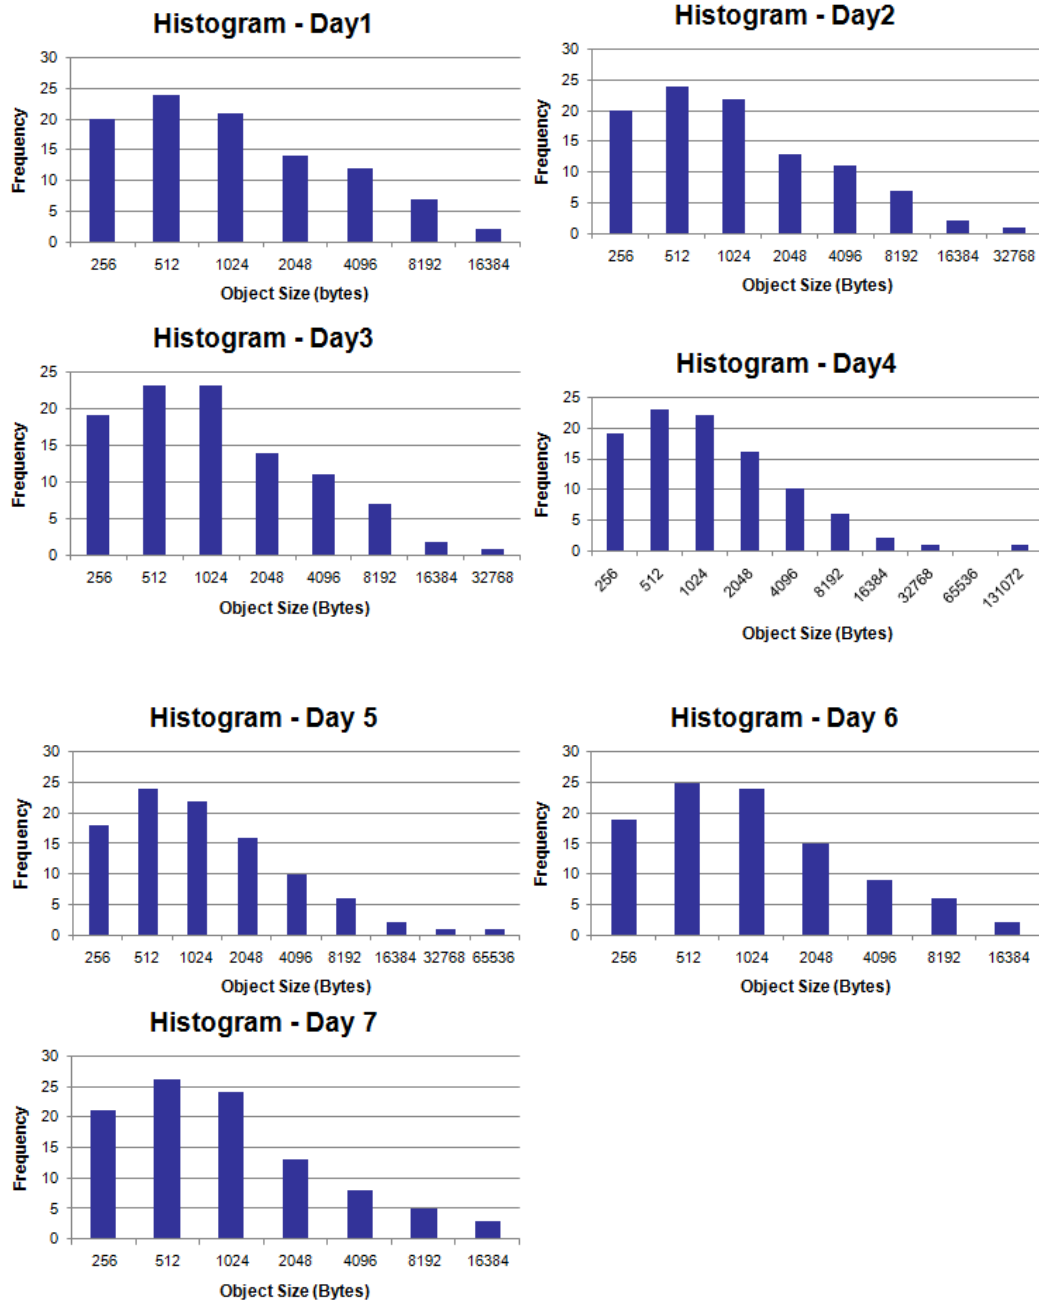 Histogram - Day1
30
25
20
15
10
5
0
Frequency
256 512 1024 2048 4096 8192 16384
Object Size (bytes)
Histogram - Day2
30
25
20
15
10
5
0
Frequency
256 512 1024 2048 4096 8192 16384 32768
Object Size (Bytes)
Histogram - Day3
25
20
15
10
5
0
Frequency
256 512 1024 2048 4096 8192 16384 32768
Object Size (Bytes)
Histogram - Day4
25
20
15
10
5
0
Frequency
256 512 1024 2048 4096 8192 16384 32768 65536 131072
Object Size (Bytes)
Histogram - Day 5
30
25
20
15
10
5
0
Frequency
256 512 1024 2048 4096 8192 16384 32768 65536
Object Size (Bytes)
Histogram - Day 6
30
25
20
15
10
5
0
Frequency
256 512 1024 2048 4096 8192 16384
Object Size (Bytes)
Histogram - Day 7
30
25
20
15
10
5
0
Frequency
256 512 1024 2048 4096 8192 16384
Object Size (Bytes)